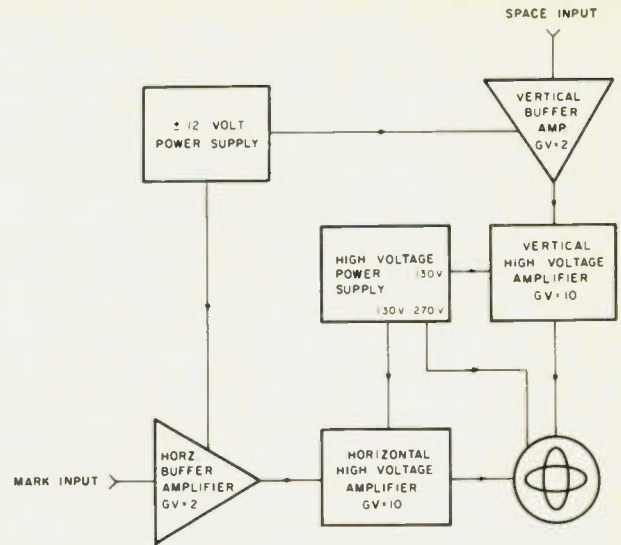 SPACE INPUT
VERTICAL
BUFFER
AMP.
GV=2
± 12 VOLT
POWER SUPPLY
HIGH VOLTAGE
POWER 130V
SUPPLY
130V 270V
VERTICAL
HIGH VOLTAGE
AMPLIFIER
GV=10
MARK INPUT
HORZ
BUFFER
AMPLIFIER
GV=2
HORIZONTAL
HIGH VOLTAGE
AMPLIFIER
GV=10